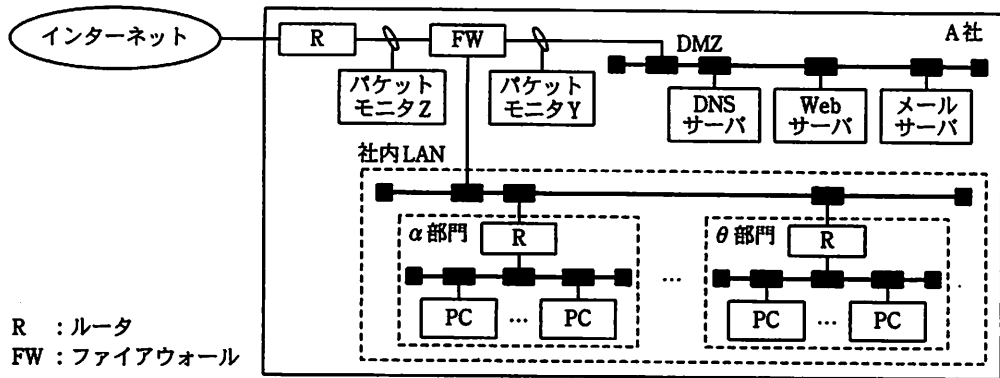 インターネット
R
FW
DMZ
A社
パケット
モニタZ
パケット
モニタY
DNS
サーバ
Web
サーバ
メール
サーバ
社内LAN
α部門
R
θ部門
R
…
PC
…
PC
PC
…
PC
R :ルータ
FW:ファイアウォール